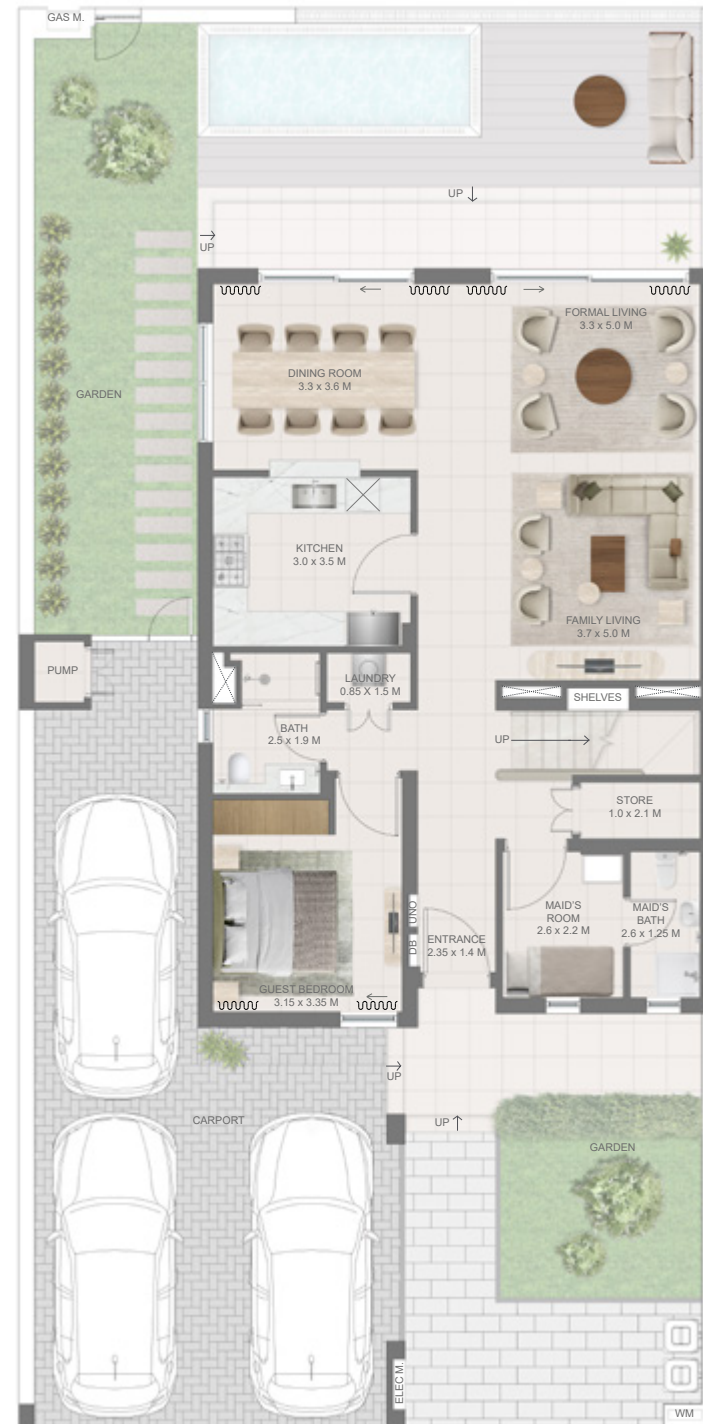 GAS M.
UP
UP
FORMAL LIVING
3.3 x 5.0 M
DINING ROOM
3.3 x 3.6 M
GARDEN
KITCHEN
3.0 x 3.5 M
FAMILY LIVING
3.7 x 5.0 M
PUMP
LAUNDRY
0.85 X 1.5 M
SHELVES
BATH
2.5 x 1.9 M
UP
STORE
1.0 x 2.1 M
MAID'S
ROOM
2.6 x 2.2 M
MAID'S
BATH
2.6 x 1.25 M
UNO
DB
ENTRANCE
2.35 x 1.4 M
GUEST BEDROOM
3.15 x 3.35 M
UP
CARPORT
UP
GARDEN
ELEC M.
WM